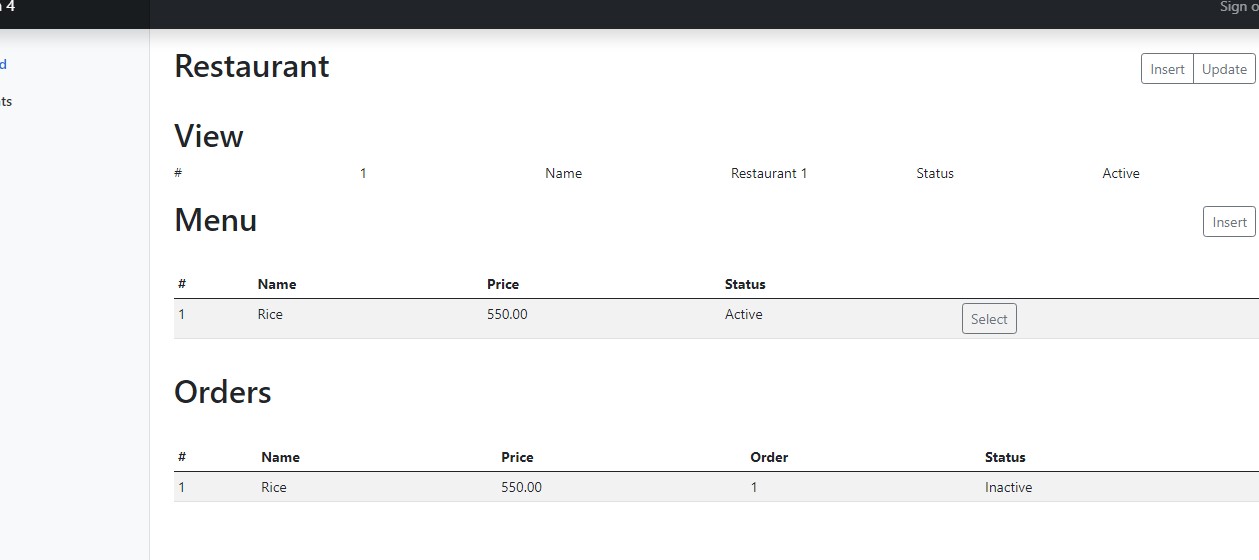 4 Sign o
d
ts
Restaurant Insert Update
View
# 1 Name Restaurant 1 Status Active
Menu Insert
# Name Price Status
1 Rice 550.00 Active Select
Orders
# Name Price Order Status
1 Rice 550.00 1 Inactive